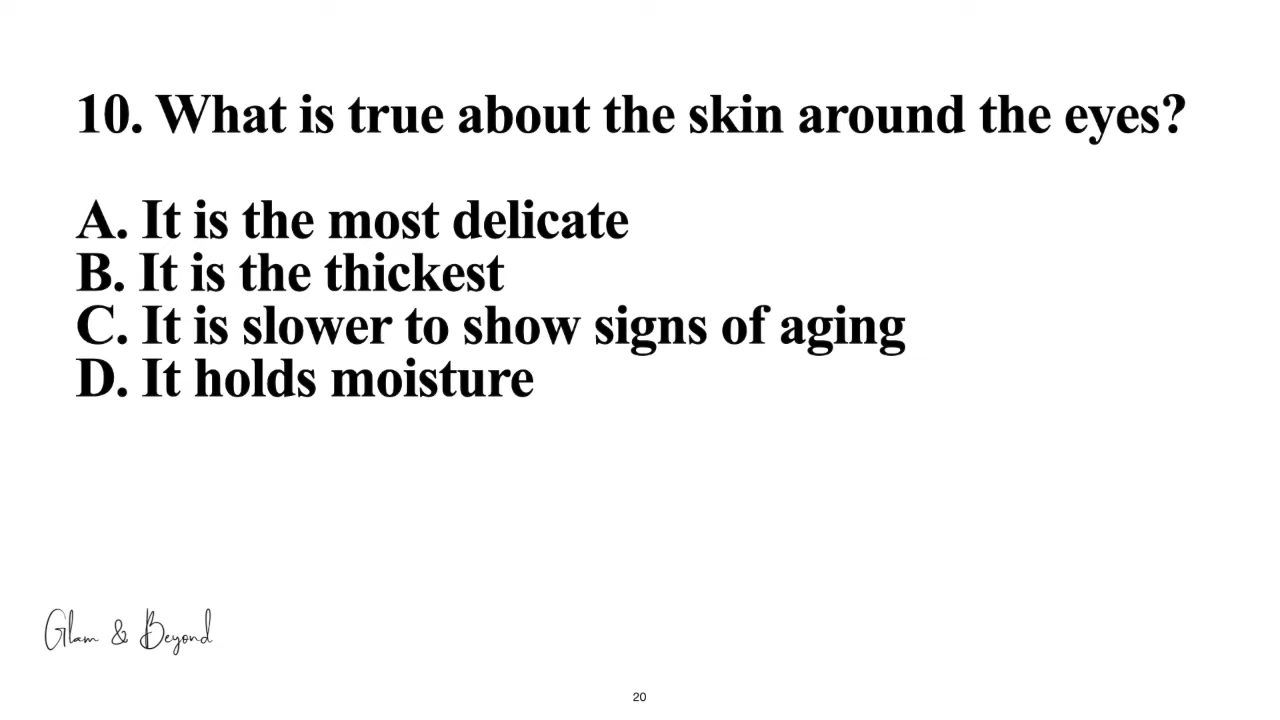 10. What is true about the skin around the eyes?
A. It is the most delicate
B. It is the thickest
C. It is slower to show signs of aging
D. It holds moisture
Glam & Beyond
20